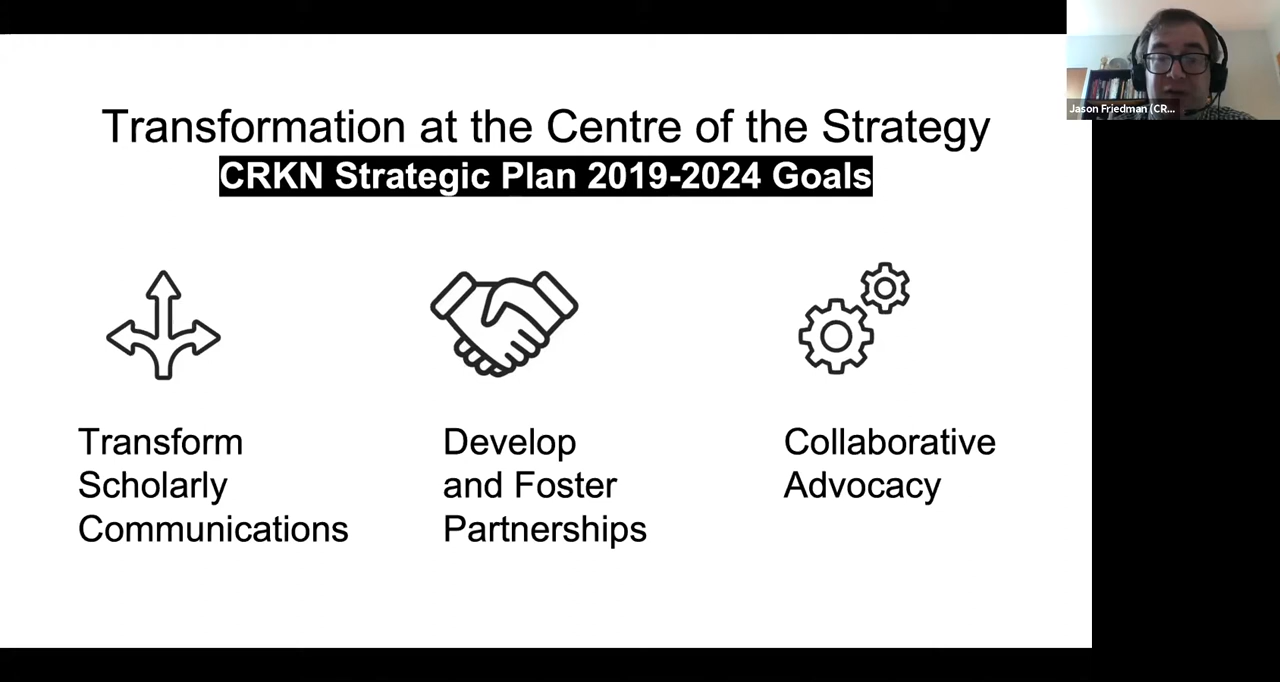 Transformation at the Centre of the Strategy
CRKN Strategic Plan 2019-2024 Goals
Transform
Scholarly
Communications
Develop
and Foster
Partnerships
Collaborative
Advocacy
Jason Friedman (CR...